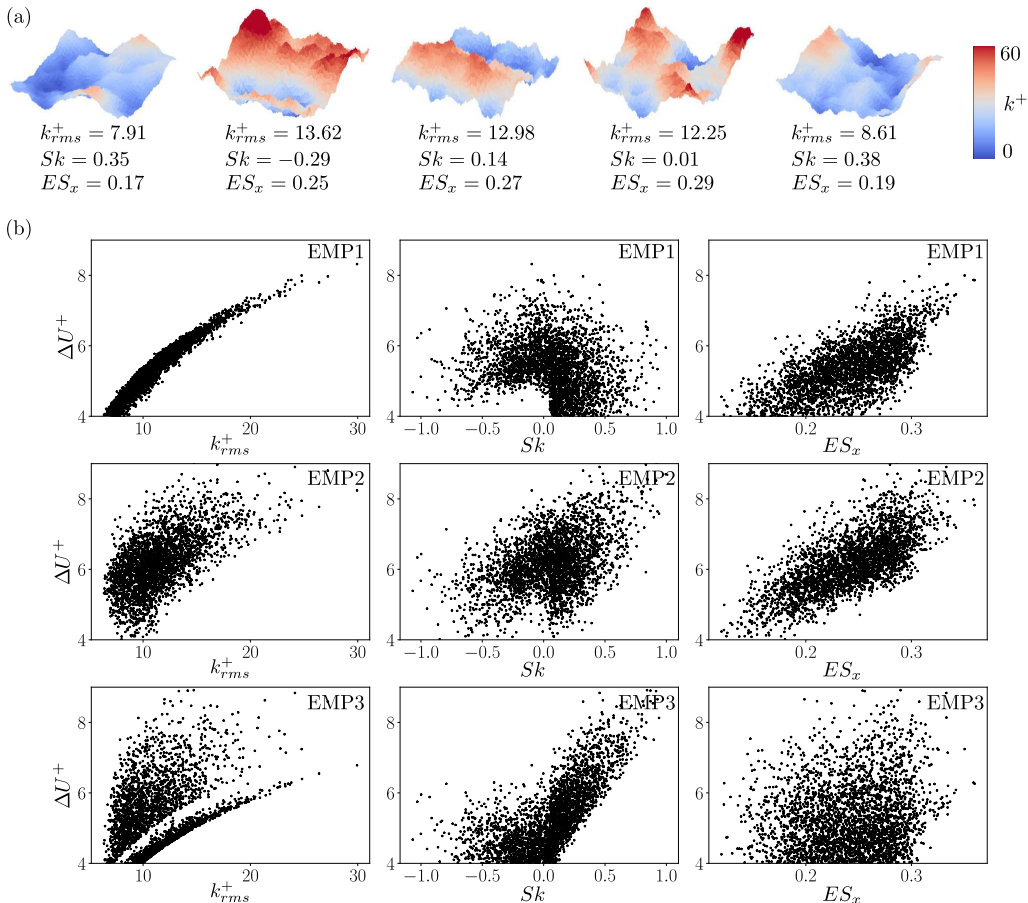 (a)
60
k⁺
0
k⁺ᵣₘₛ = 7.91 k⁺ᵣₘₛ = 13.62 k⁺ᵣₘₛ = 12.98 k⁺ᵣₘₛ = 12.25 k⁺ᵣₘₛ = 8.61
Sk = 0.35 Sk = −0.29 Sk = 0.14 Sk = 0.01 Sk = 0.38
ESₓ = 0.17 ESₓ = 0.25 ESₓ = 0.27 ESₓ = 0.29 ESₓ = 0.19
(b)
EMP1 EMP1 EMP1
8
6
4
ΔU⁺
10 20 30 −1.0 −0.5 0.0 0.5 1.0 0.2 0.3
k⁺ᵣₘₛ Sk ESₓ
EMP2 EMP2 EMP2
8
6
4
ΔU⁺
10 20 30 −1.0 −0.5 0.0 0.5 1.0 0.2 0.3
k⁺ᵣₘₛ Sk ESₓ
EMP3 EMP3 EMP3
8
6
4
ΔU⁺
10 20 30 −1.0 −0.5 0.0 0.5 1.0 0.2 0.3
k⁺ᵣₘₛ Sk ESₓ